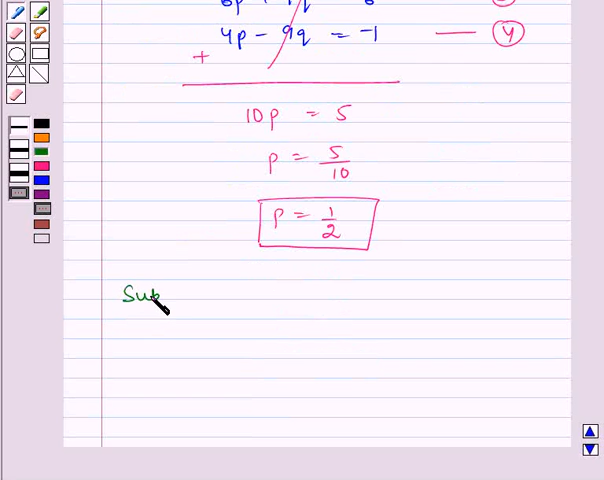 4p - 9q = -1 —— (4)
+
10p = 5
p = 5/10
p = 1/2
Sub